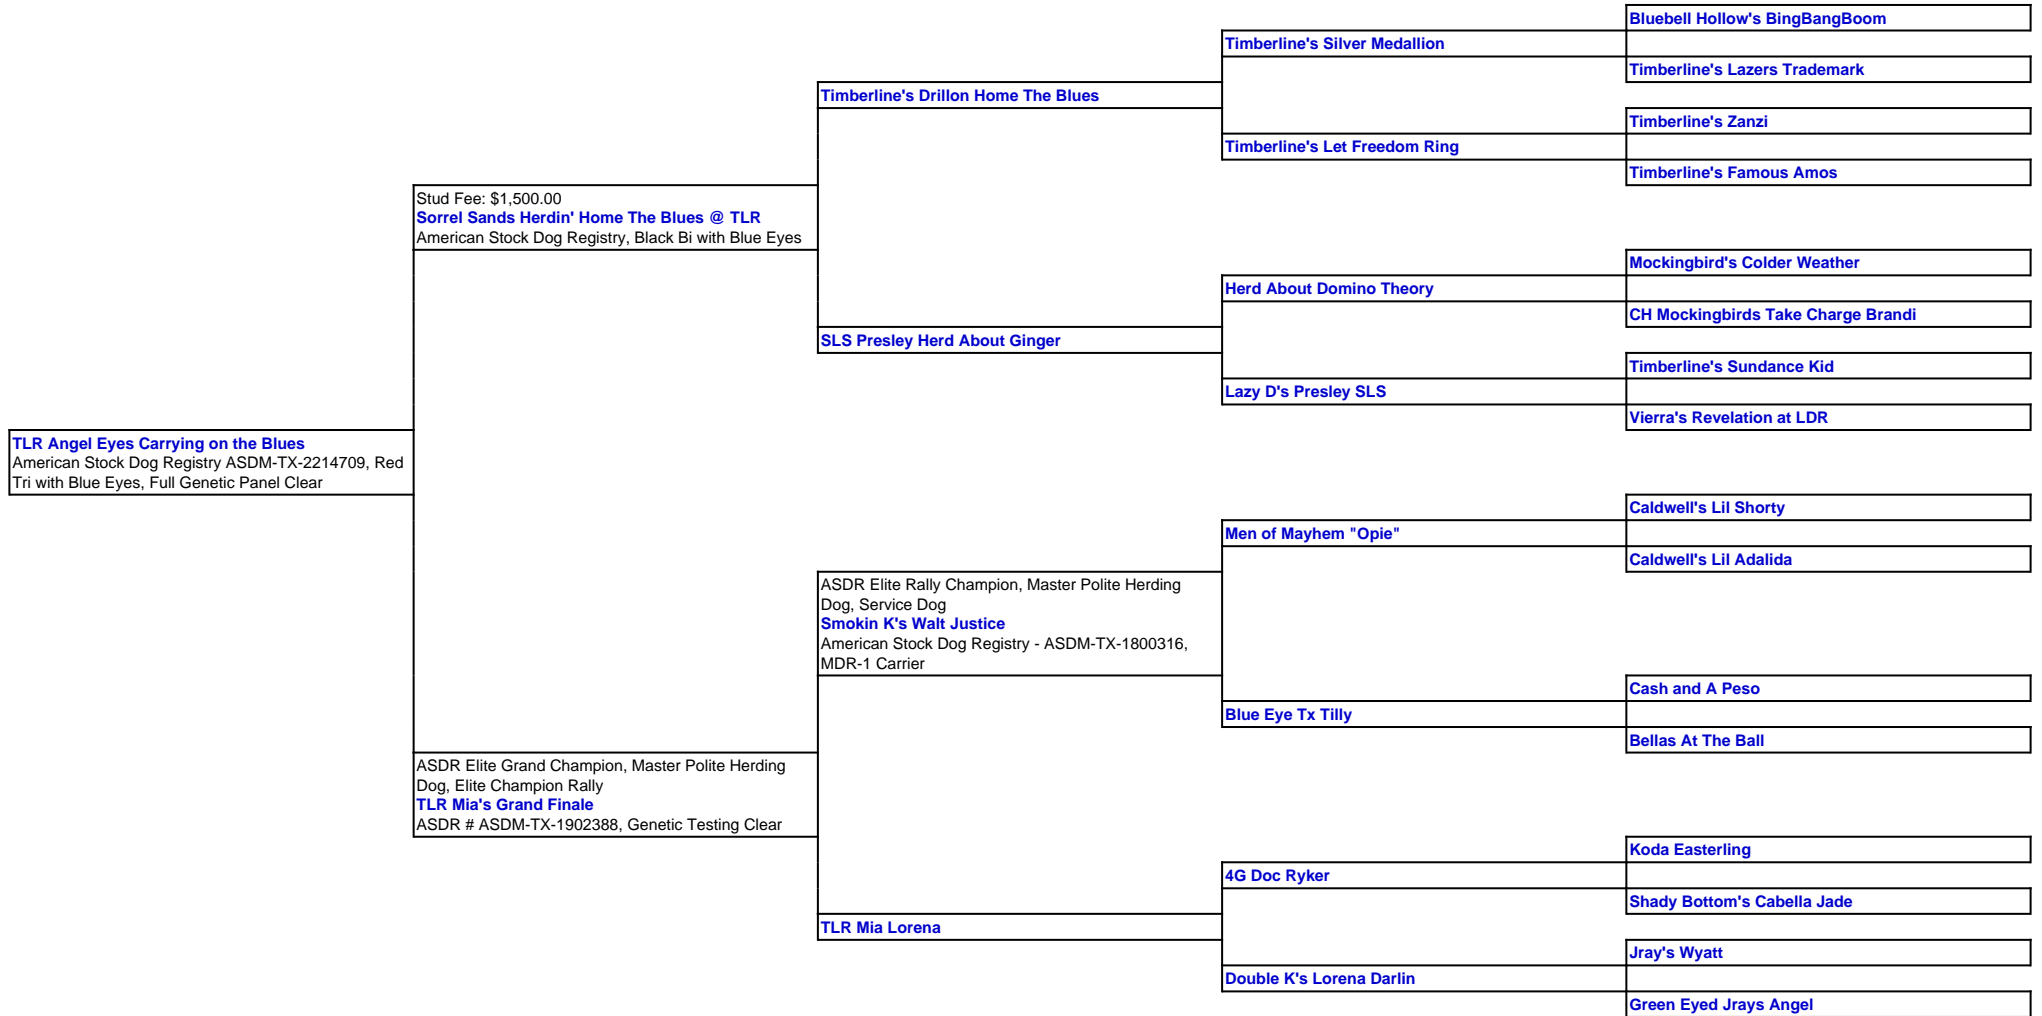 Bluebell Hollow's BingBangBoom
Timberline's Silver Medallion
Timberline's Lazers Trademark
Timberline's Drillon Home The Blues
Timberline's Zanzi
Timberline's Let Freedom Ring
Timberline's Famous Amos
Stud Fee: $1,500.00
Sorrel Sands Herdin' Home The Blues @ TLR
American Stock Dog Registry, Black Bi with Blue Eyes
Mockingbird's Colder Weather
Herd About Domino Theory
CH Mockingbirds Take Charge Brandi
SLS Presley Herd About Ginger
Timberline's Sundance Kid
Lazy D's Presley SLS
Vierra's Revelation at LDR
TLR Angel Eyes Carrying on the Blues
American Stock Dog Registry ASDM-TX-2214709, Red
Tri with Blue Eyes, Full Genetic Panel Clear
Caldwell's Lil Shorty
Men of Mayhem "Opie"
Caldwell's Lil Adalida
ASDR Elite Rally Champion, Master Polite Herding
Dog, Service Dog
Smokin K's Walt Justice
American Stock Dog Registry - ASDM-TX-1800316,
MDR-1 Carrier
Cash and A Peso
Blue Eye Tx Tilly
Bellas At The Ball
ASDR Elite Grand Champion, Master Polite Herding
Dog, Elite Champion Rally
TLR Mia's Grand Finale
ASDR # ASDM-TX-1902388, Genetic Testing Clear
Koda Easterling
4G Doc Ryker
Shady Bottom's Cabella Jade
TLR Mia Lorena
Jray's Wyatt
Double K's Lorena Darlin
Green Eyed Jrays Angel